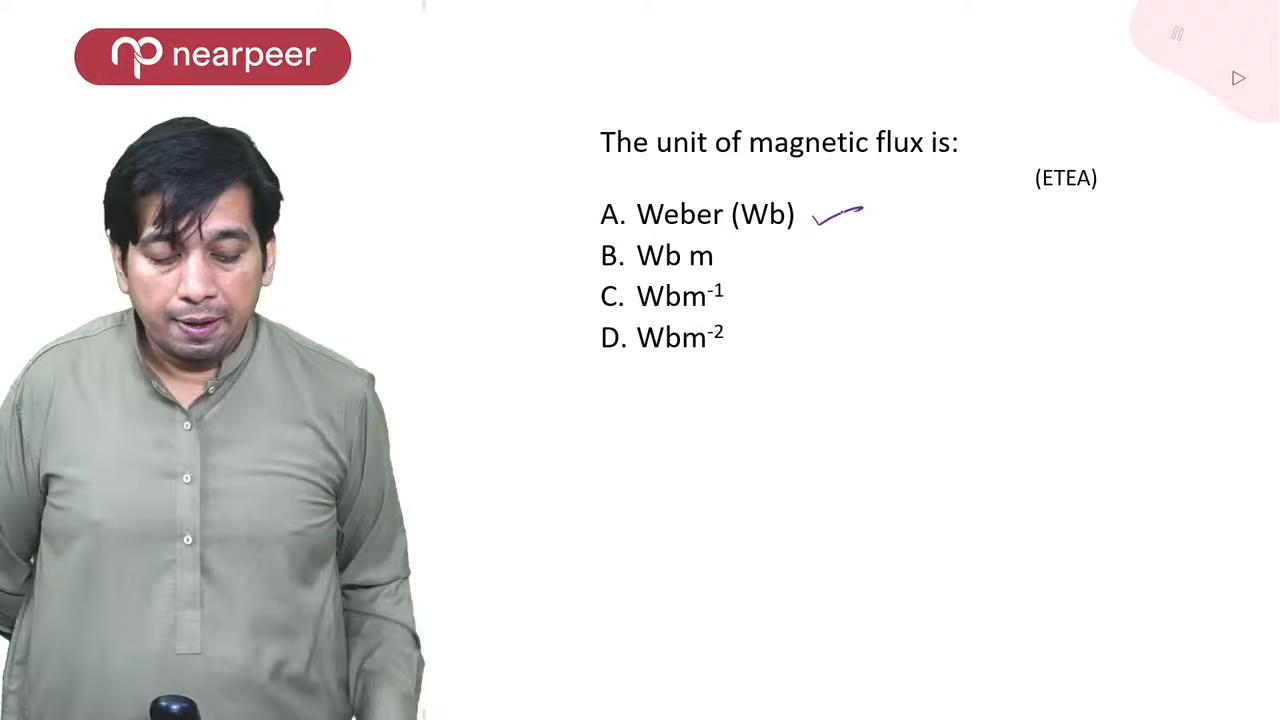 nearpeer
The unit of magnetic flux is:
(ETEA)
A. Weber (Wb)
B. Wb m
C. Wbm⁻¹
D. Wbm⁻²